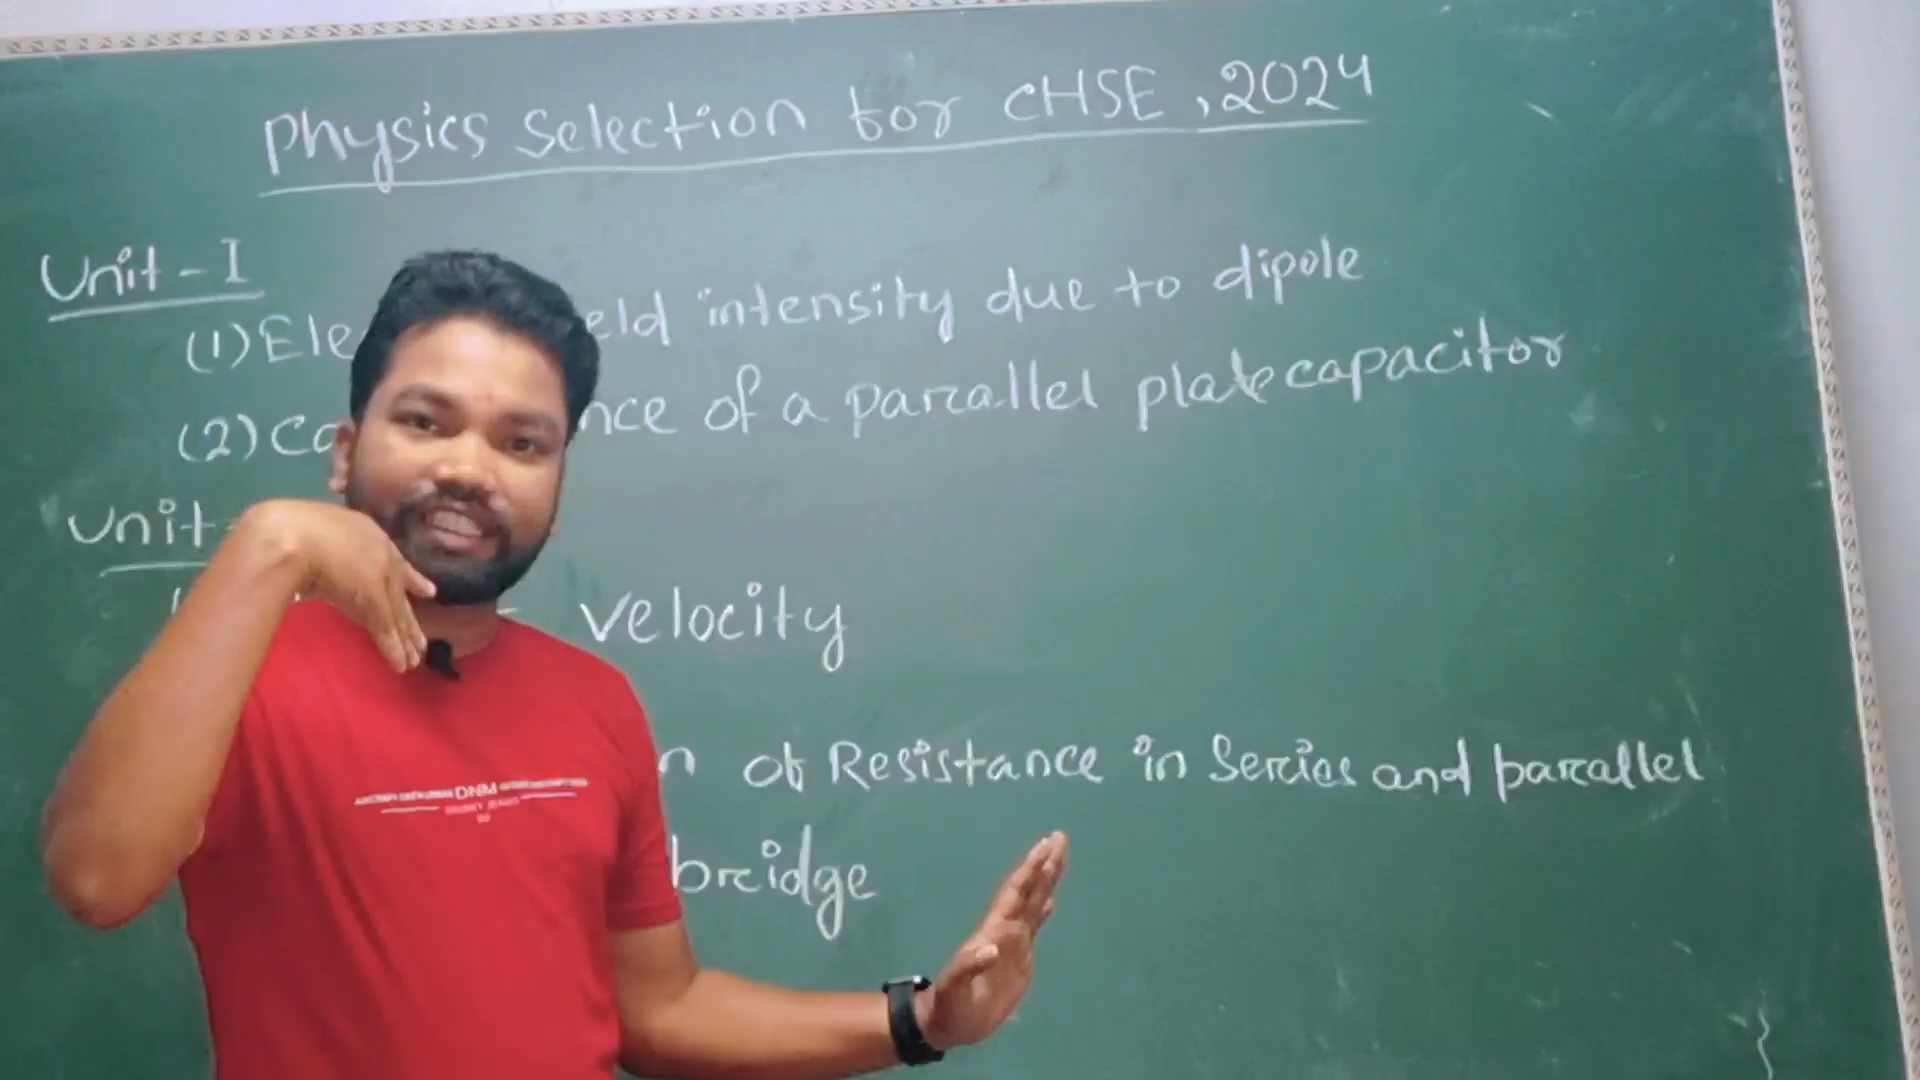 Physics Selection for CHSE, 2024
Unit - I
(1) Ele eld intensity due to dipole
(2) Ca nce of a parallel plate capacitor
Unit-
velocity
n of Resistance in Series and parallel
bridge
DNM